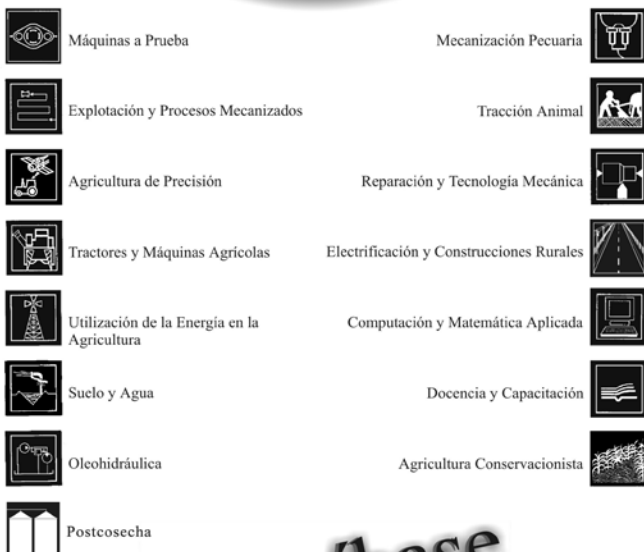 Máquinas a Prueba
Mecanización Pecuaria
Explotación y Procesos Mecanizados
Tracción Animal
Agricultura de Precisión
Reparación y Tecnología Mecánica
Tractores y Máquinas Agrícolas
Electrificación y Construcciones Rurales
Utilización de la Energía en la
Agricultura
Computación y Matemática Aplicada
Suelo y Agua
Docencia y Capacitación
Oleohidráulica
Agricultura Conservacionista
Postcosecha